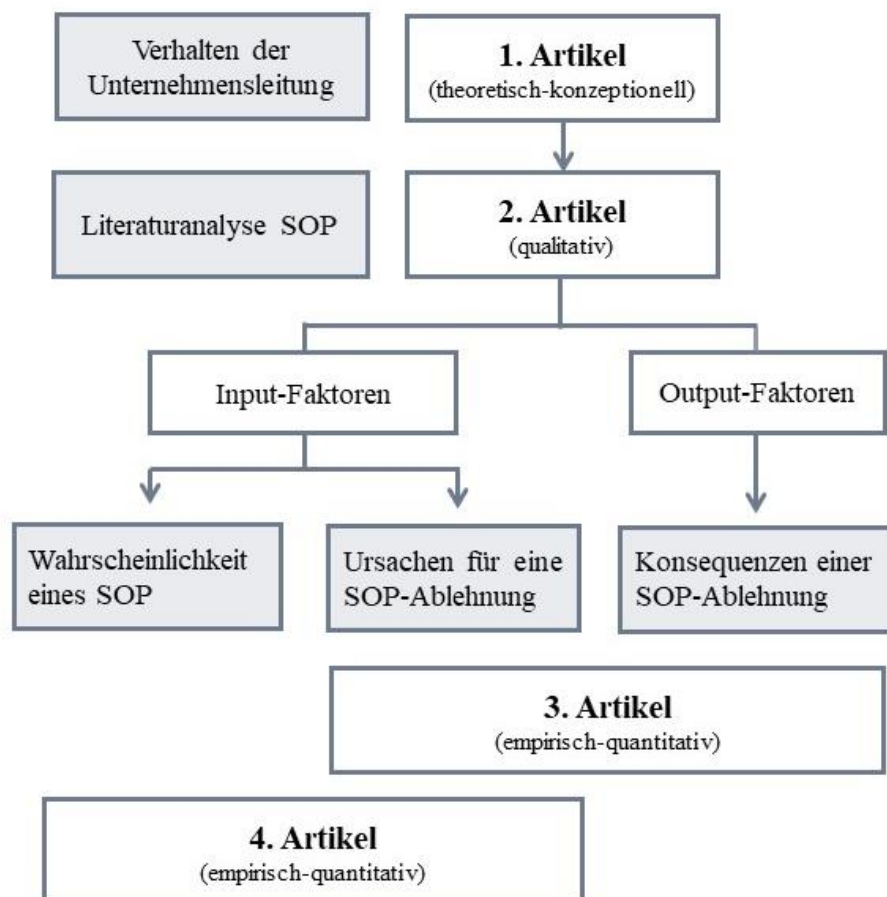 Verhalten der
Unternehmensleitung
1. Artikel
(theoretisch-konzeptionell)
Literaturanalyse SOP
2. Artikel
(qualitativ)
Input-Faktoren
Output-Faktoren
Wahrscheinlichkeit
eines SOP
Ursachen für eine
SOP-Ablehnung
Konsequenzen einer
SOP-Ablehnung
3. Artikel
(empirisch-quantitativ)
4. Artikel
(empirisch-quantitativ)